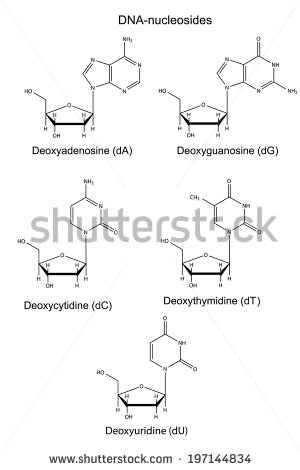 DNA-nucleosides
NH₂
N N
N N
HO O
H H
H H
OH H
Deoxyadenosine (dA)
O
N NH
N N NH₂
HO O
H H
H H
OH H
Deoxyguanosine (dG)
NH₂
N
N O
HO O
H H
H H
OH H
Deoxycytidine (dC)
O
CH₃ NH
N O
HO O
H H
H H
OH H
Deoxythymidine (dT)
shutterstock
O
NH
N O
HO O
H H
H H
OH H
Deoxyuridine (dU)
www.shutterstock.com · 197144834